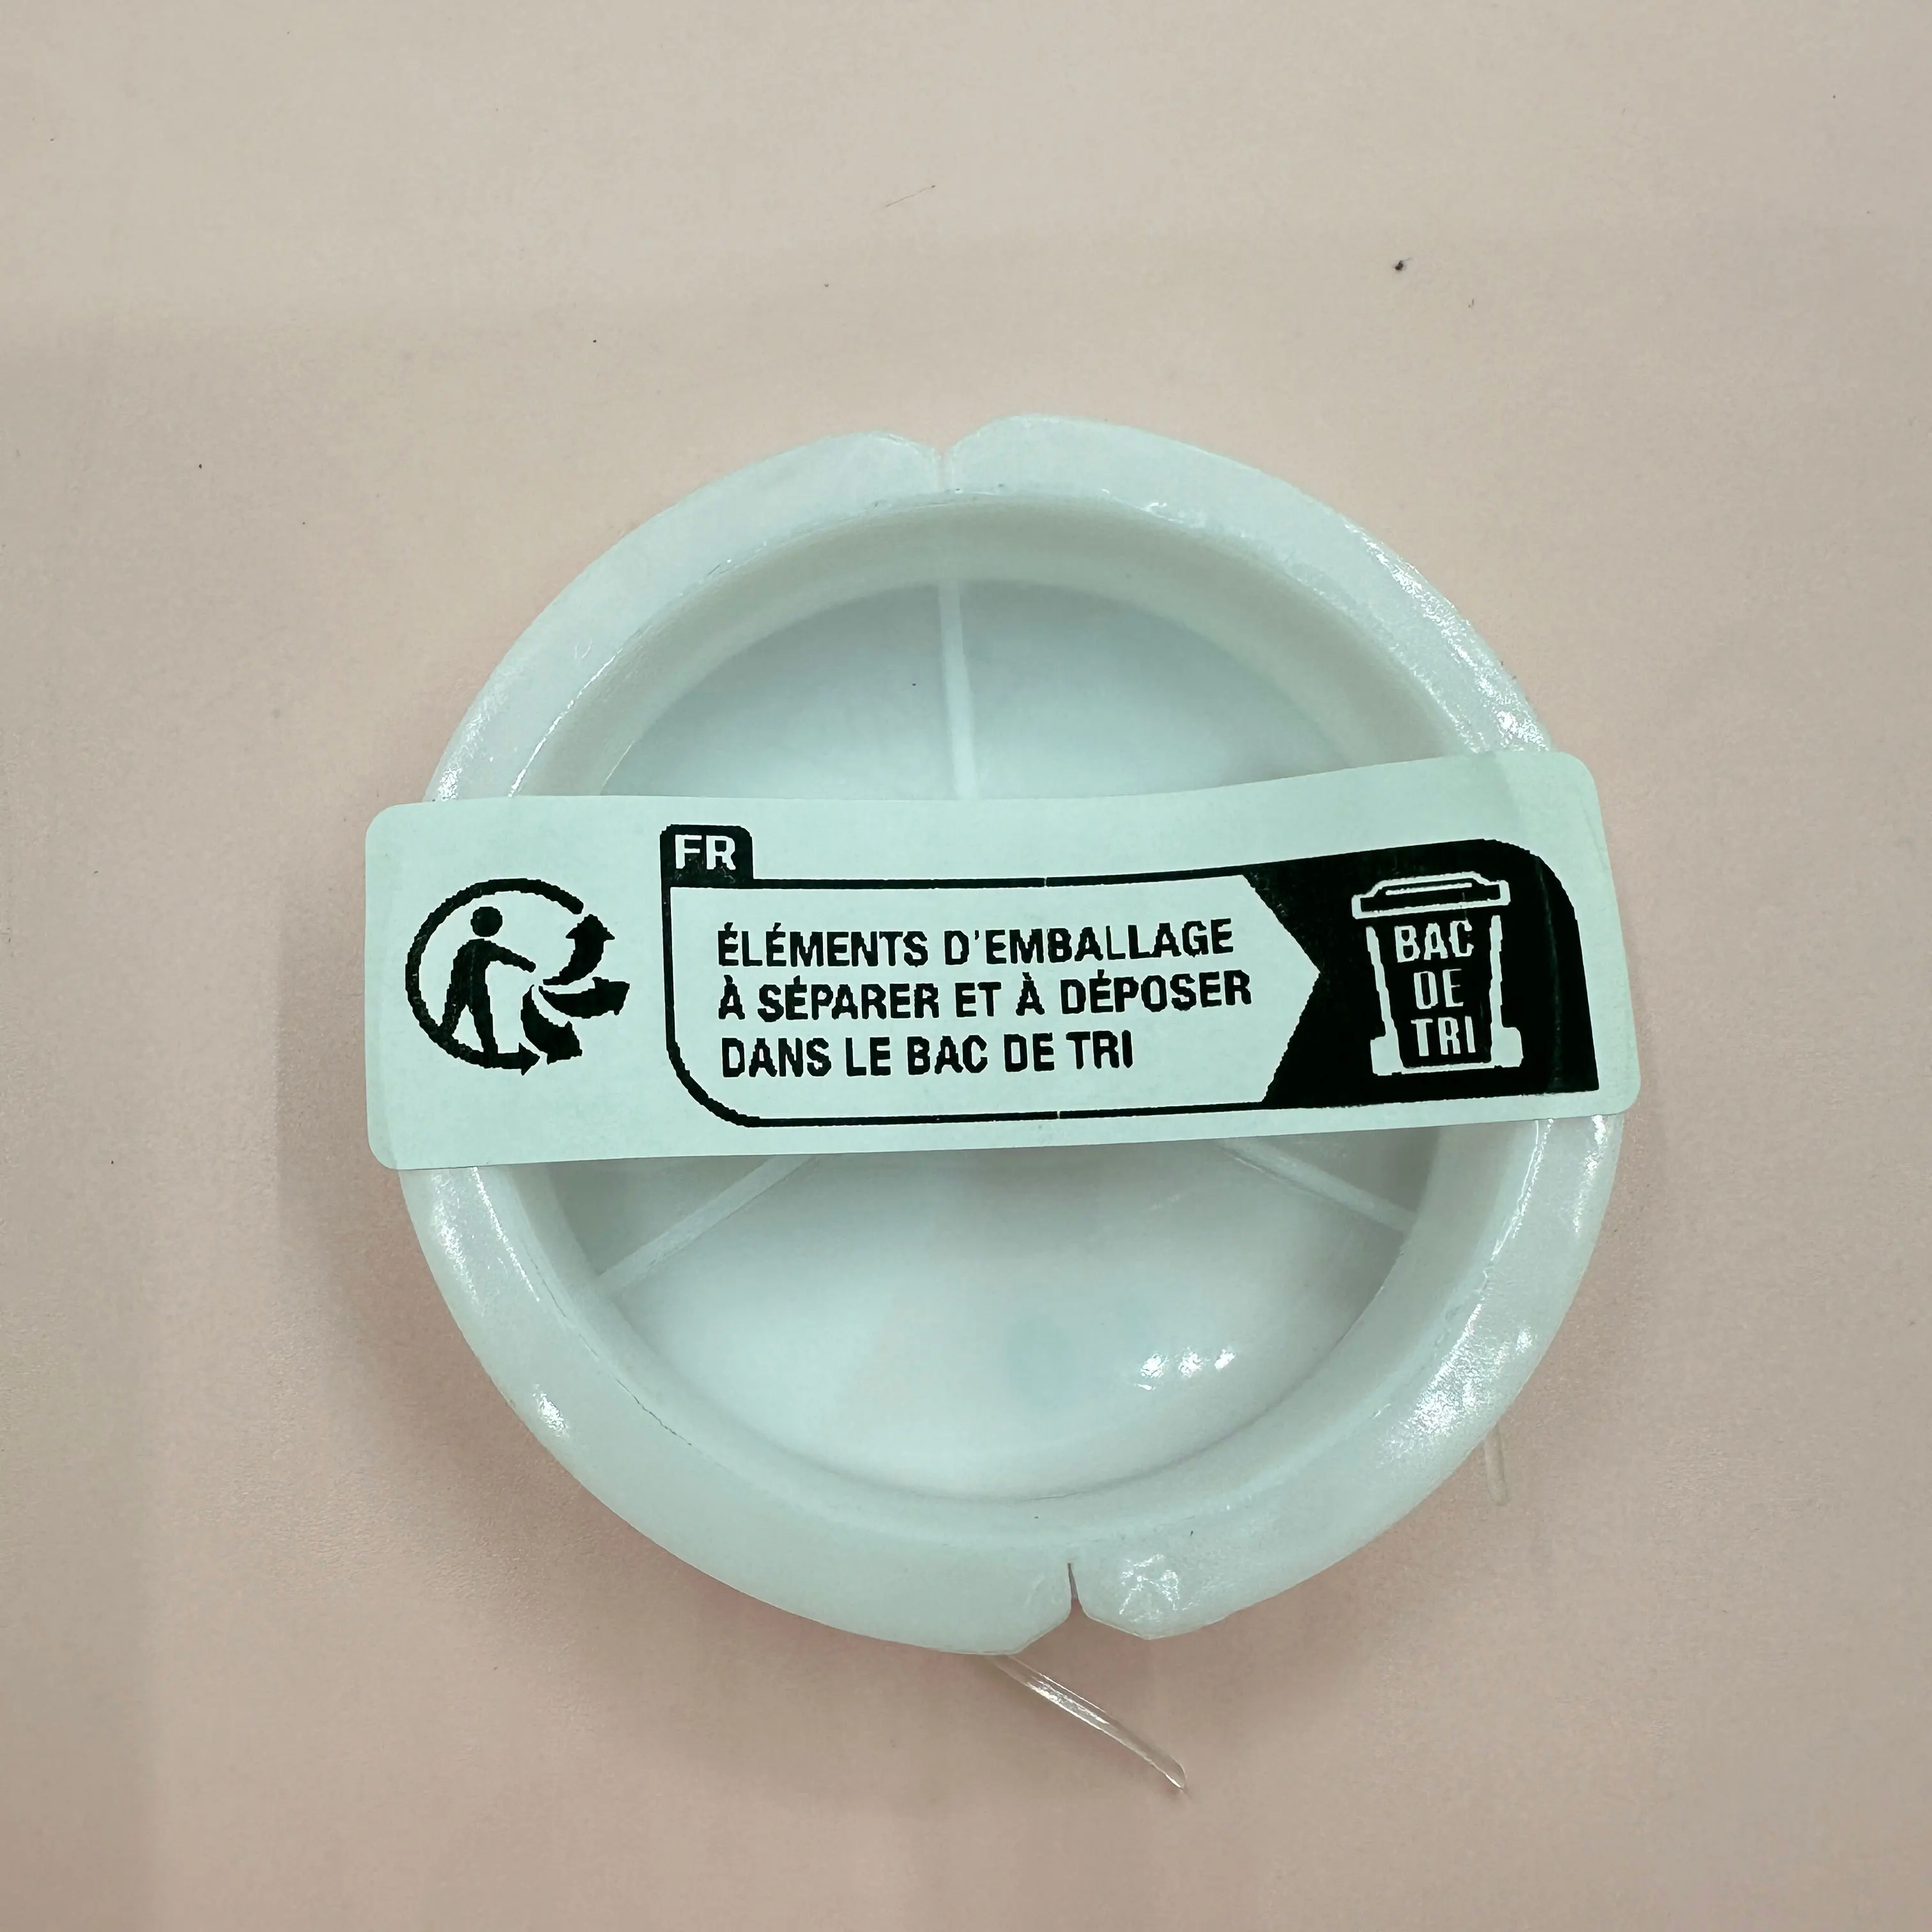 FR
ÉLÉMENTS D'EMBALLAGE
À SÉPARER ET À DÉPOSER
DANS LE BAC DE TRI
BAC
DE
TRI